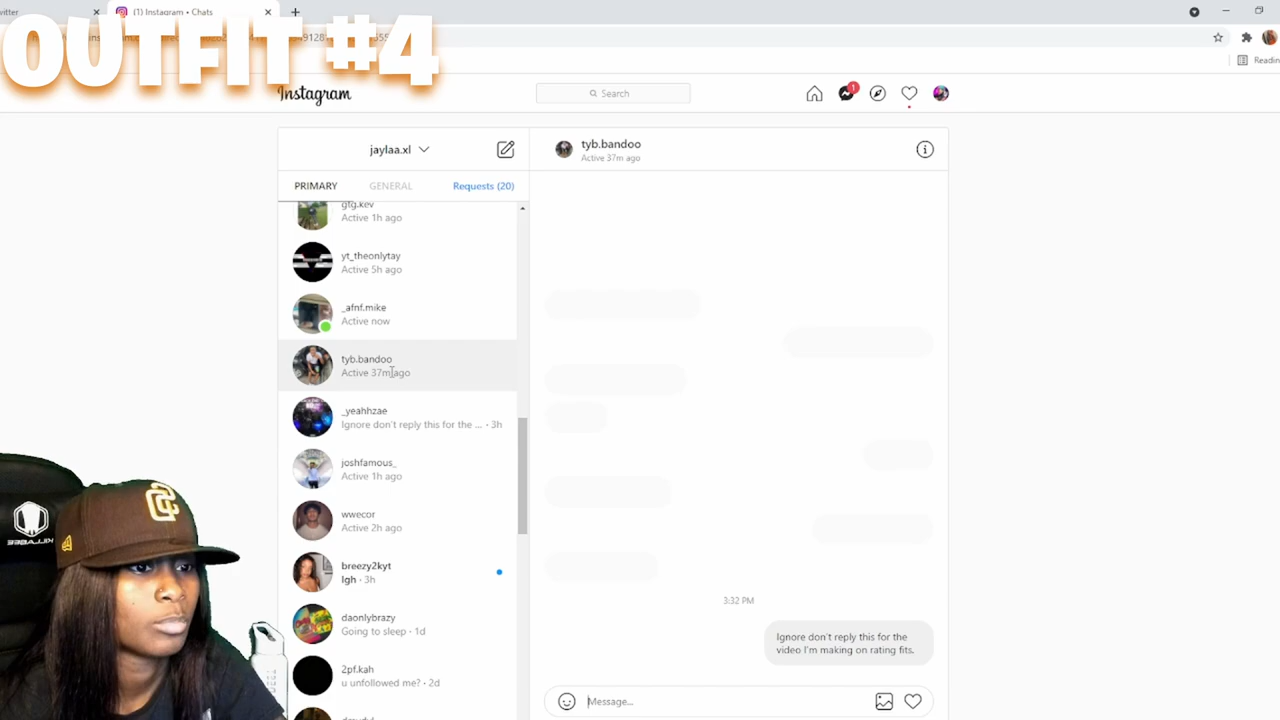 witter
(1) Instagram • Chats
OUTFIT #4
Readin
Instagram
Search
1
jaylaa.xl
tyb.bandoo
Active 37m ago
PRIMARY GENERAL Requests (20)
gtg.kev
Active 1h ago
yt_theonlytay
Active 5h ago
_afnf.mike
Active now
tyb.bandoo
Active 37m ago
_yeahhzae
Ignore don't reply this for the ... · 3h
joshfamous_
Active 1h ago
wwecor
Active 2h ago
breezy2kyt
Igh · 3h
daonlybrazy
Going to sleep · 1d
2pf.kah
u unfollowed me? · 2d
3:32 PM
Ignore don't reply this for the
video I'm making on rating fits.
Message...